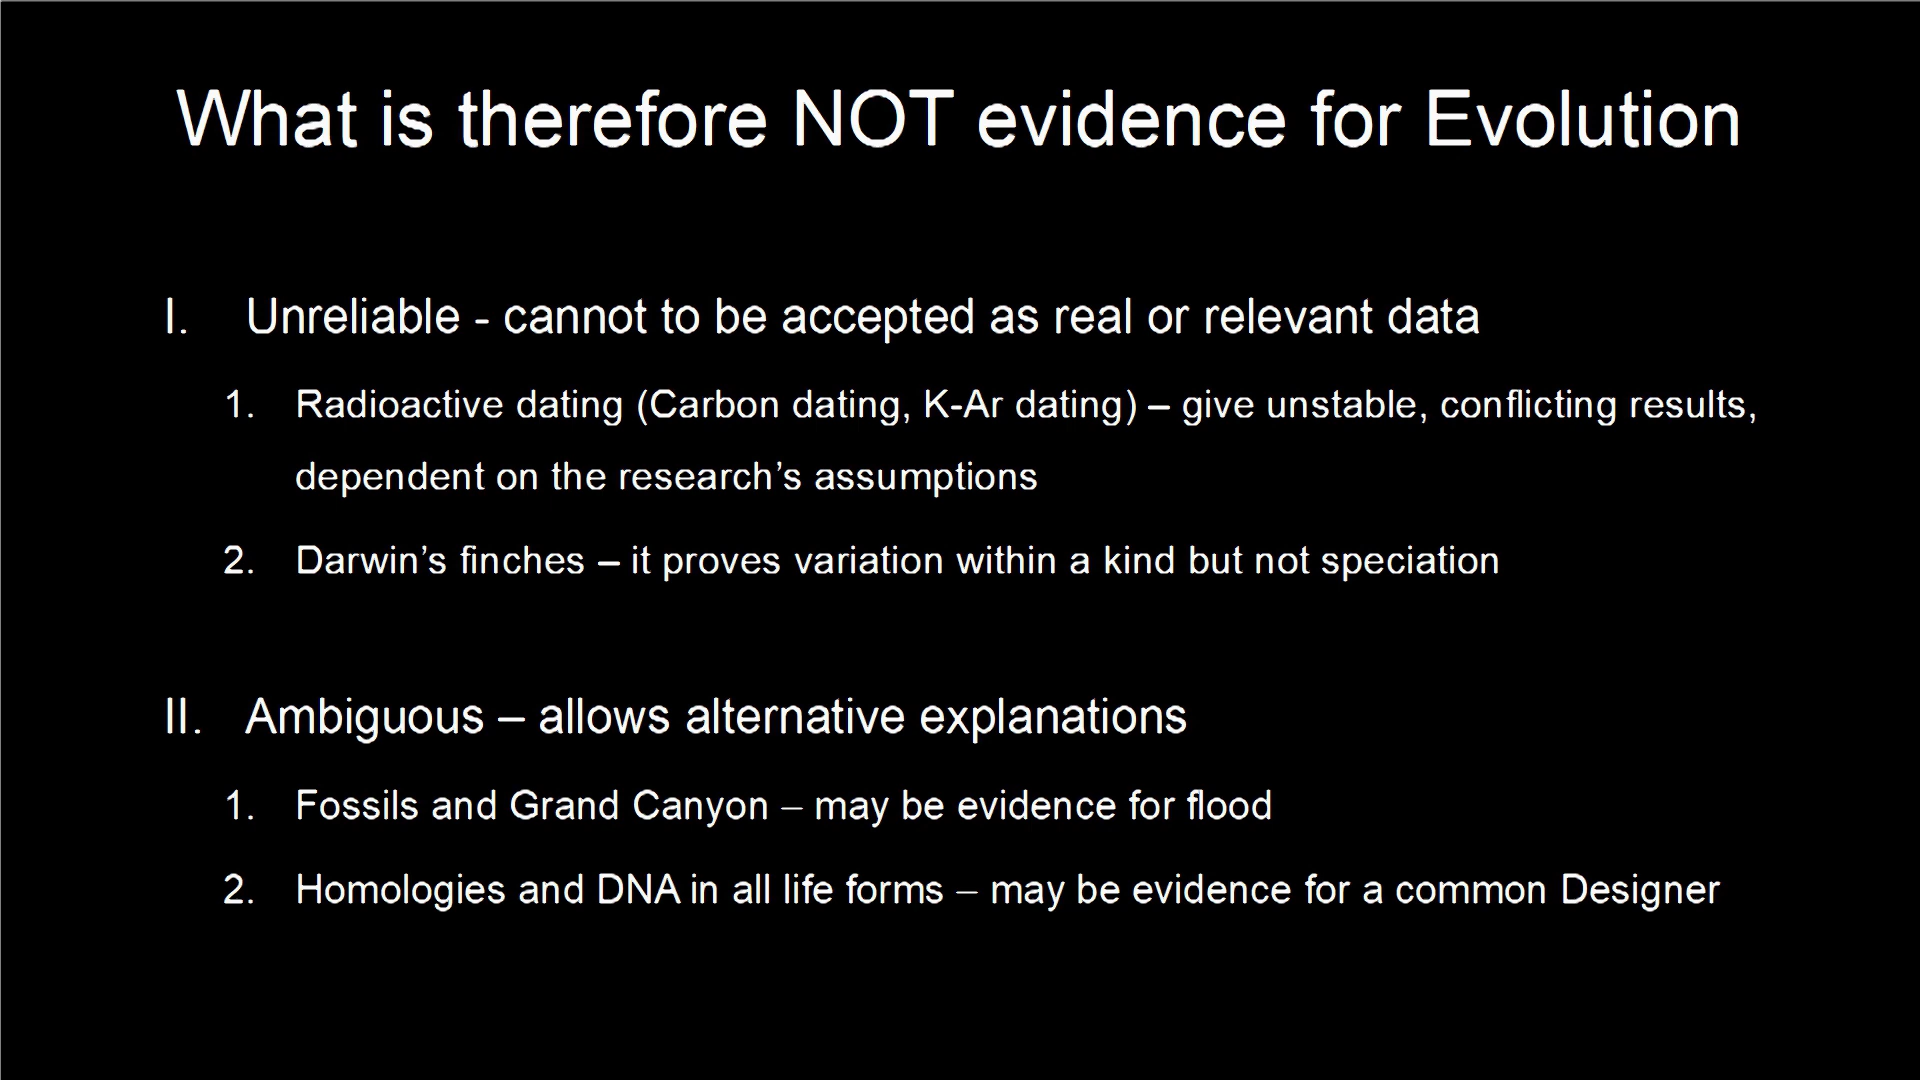 What is therefore NOT evidence for Evolution
I. Unreliable - cannot to be accepted as real or relevant data
1. Radioactive dating (Carbon dating, K-Ar dating) – give unstable, conflicting results,
dependent on the research’s assumptions
2. Darwin’s finches – it proves variation within a kind but not speciation
II. Ambiguous – allows alternative explanations
1. Fossils and Grand Canyon – may be evidence for flood
2. Homologies and DNA in all life forms – may be evidence for a common Designer